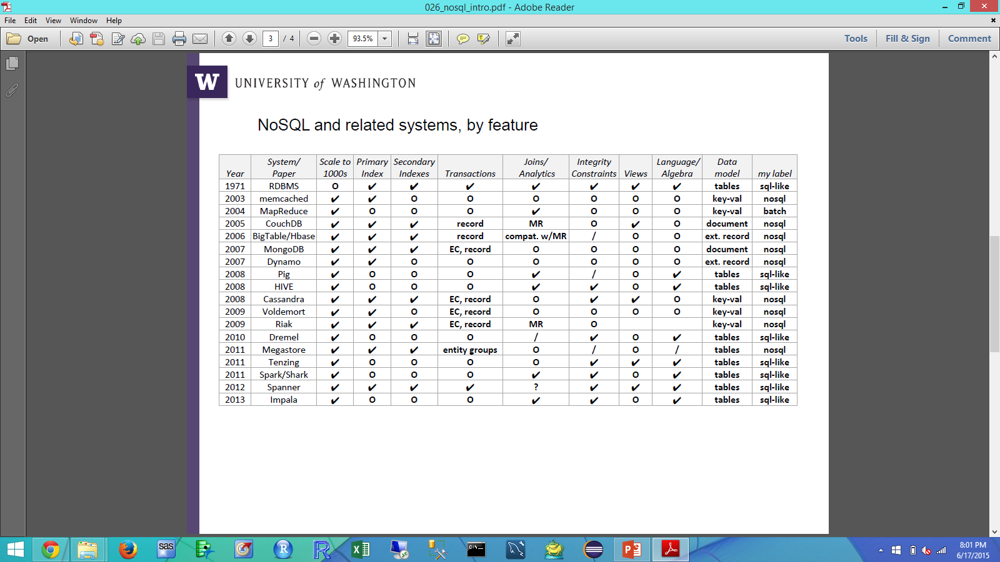 026_nosql_intro.pdf - Adobe Reader
File Edit View Window Help
Open 3 / 4 93.5% Tools Fill & Sign Comment
W UNIVERSITY of WASHINGTON
NoSQL and related systems, by feature
Year System/ Paper Scale to 1000s Primary Index Secondary Indexes Transactions Joins/ Analytics Integrity Constraints Views Language/ Algebra Data model my label
1971 RDBMS O ✔ ✔ ✔ ✔ ✔ ✔ ✔ tables sql-like
2003 memcached ✔ ✔ O O O O O O key-val nosql
2004 MapReduce ✔ O O O ✔ O O O key-val batch
2005 CouchDB ✔ ✔ ✔ record MR O ✔ O document nosql
2006 BigTable/Hbase ✔ ✔ ✔ record compat. w/MR / O O ext. record nosql
2007 MongoDB ✔ ✔ ✔ EC, record O O O O document nosql
2007 Dynamo ✔ ✔ O O O O O O ext. record nosql
2008 Pig ✔ O O O ✔ / O ✔ tables sql-like
2008 HIVE ✔ O O O ✔ ✔ O ✔ tables sql-like
2008 Cassandra ✔ ✔ ✔ EC, record O ✔ ✔ O key-val nosql
2009 Voldemort ✔ ✔ O EC, record O O O O key-val nosql
2009 Riak ✔ ✔ ✔ EC, record MR O key-val nosql
2010 Dremel ✔ O O O / ✔ O ✔ tables sql-like
2011 Megastore ✔ ✔ ✔ entity groups O / O / tables nosql
2011 Tenzing ✔ O O O O ✔ ✔ ✔ tables sql-like
2011 Spark/Shark ✔ O O O ✔ ✔ O ✔ tables sql-like
2012 Spanner ✔ ✔ ✔ ✔ ? ✔ ✔ ✔ tables sql-like
2013 Impala ✔ O O O ✔ ✔ O ✔ tables sql-like
sas R R C:\
8:01 PM
6/17/2015